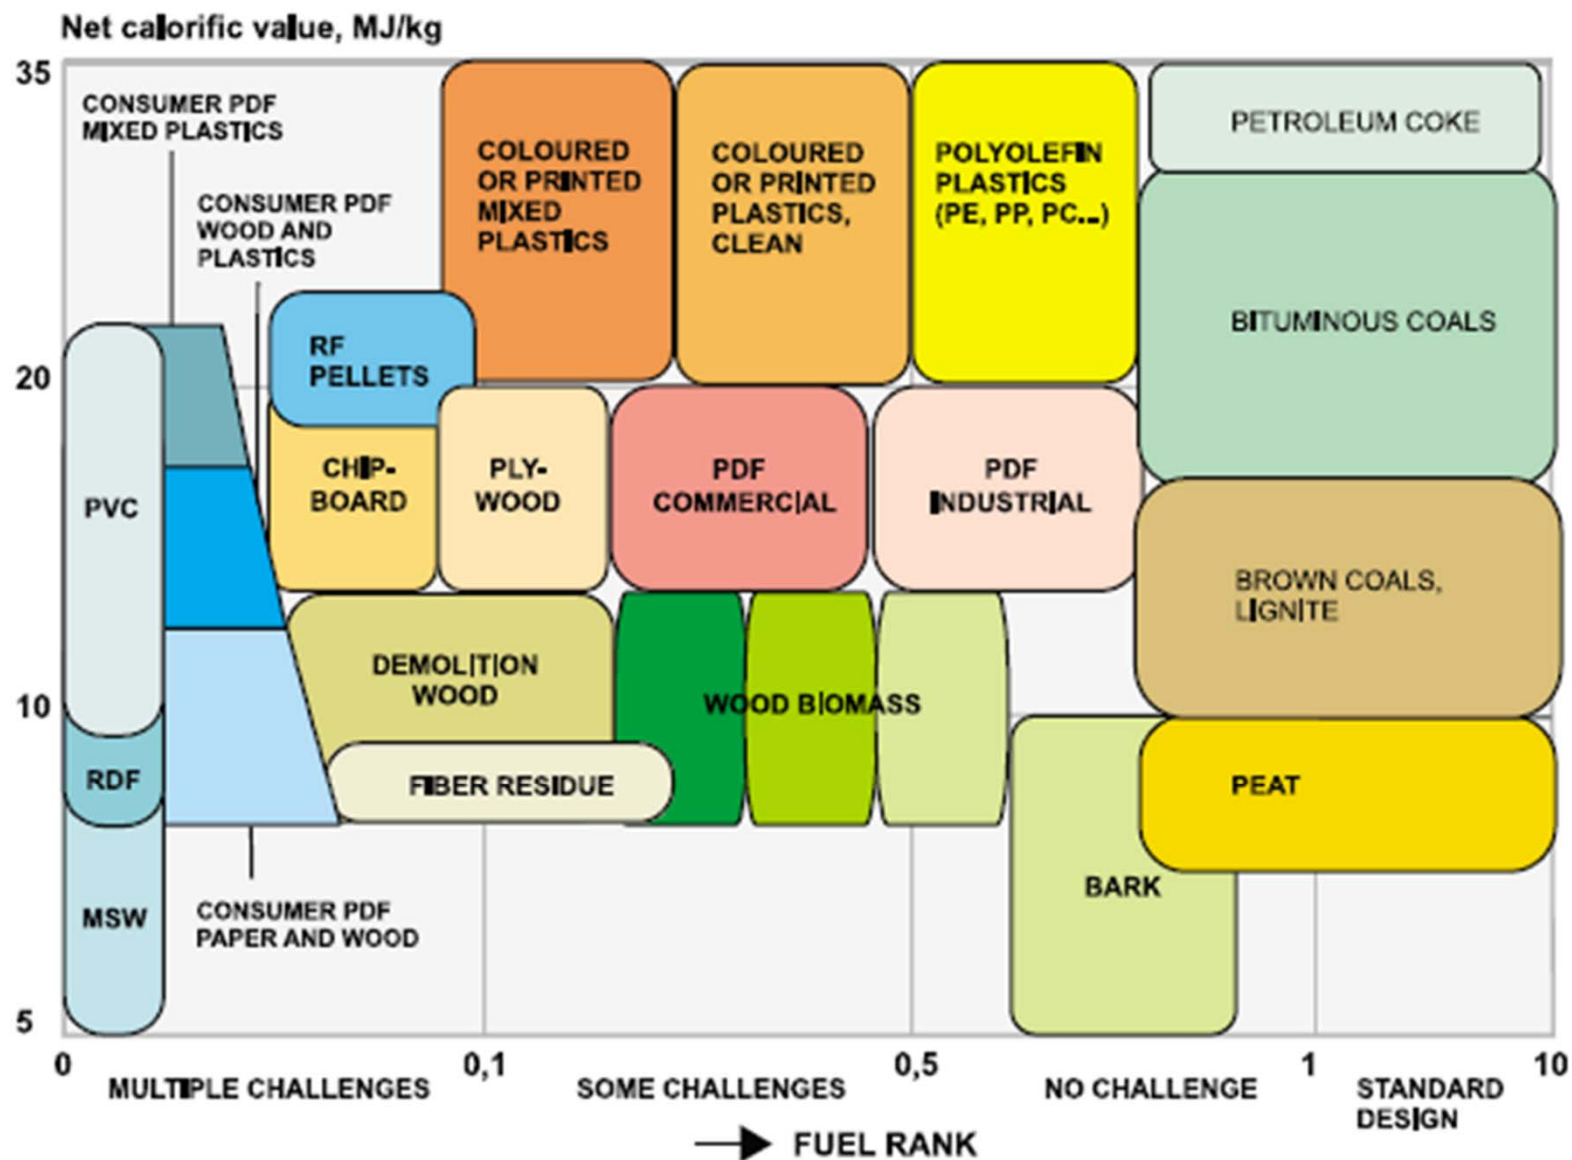 Net calorific value, MJ/kg
35
CONSUMER PDF
MIXED PLASTICS
CONSUMER PDF
WOOD AND
PLASTICS
COLOURED
OR PRINTED
MIXED
PLASTICS
COLOURED
OR PRINTED
PLASTICS,
CLEAN
POLYOLEFIN
PLASTICS
(PE, PP, PC...)
PETROLEUM COKE
BITUMINOUS COALS
RF
PELLETS
20
PVC
CHIP-
BOARD
PLY-
WOOD
PDF
COMMERCIAL
PDF
INDUSTRIAL
BROWN COALS,
LIGNITE
DEMOLITION
WOOD
WOOD BIOMASS
10
RDF
FIBER RESIDUE
PEAT
BARK
MSW
CONSUMER PDF
PAPER AND WOOD
5
0 0,1 0,5 1 10
MULTIPLE CHALLENGES SOME CHALLENGES NO CHALLENGE STANDARD
DESIGN
FUEL RANK